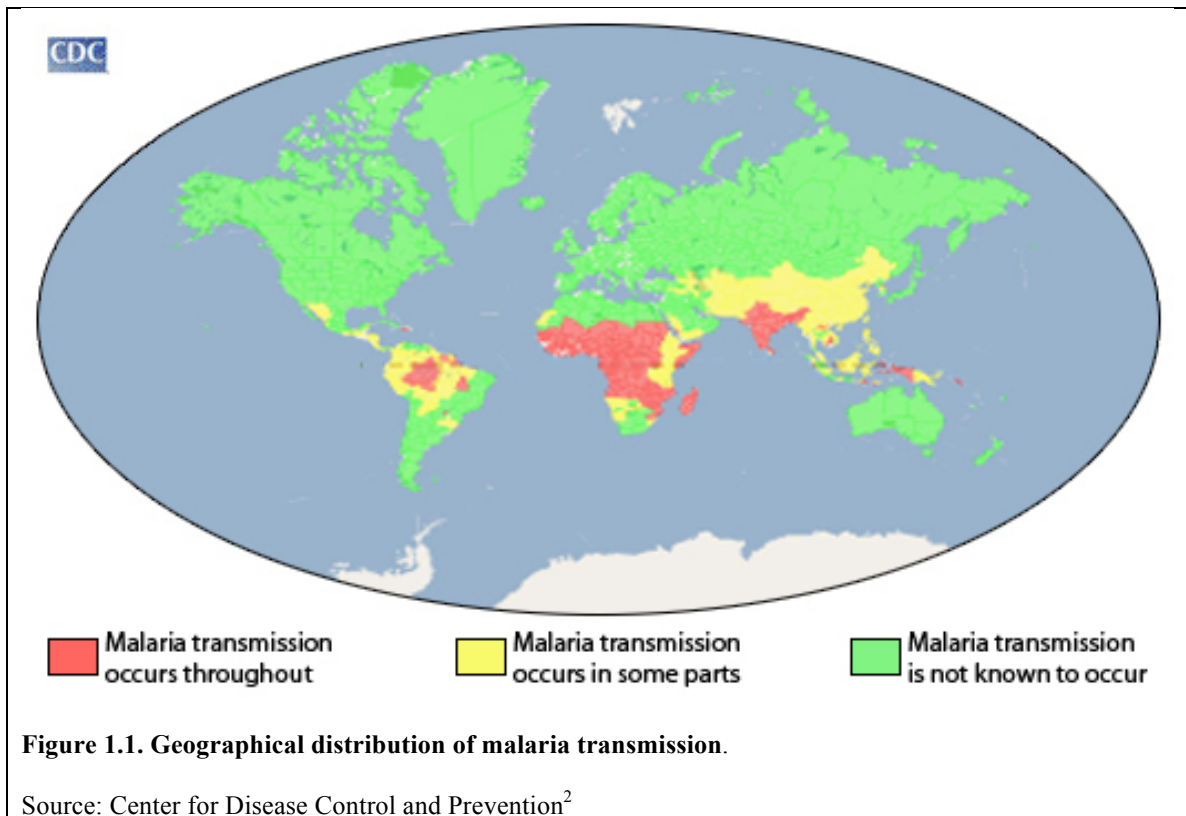 CDC
Malaria transmission
occurs throughout
Malaria transmission
occurs in some parts
Malaria transmission
is not known to occur
Figure 1.1. Geographical distribution of malaria transmission.
Source: Center for Disease Control and Prevention2